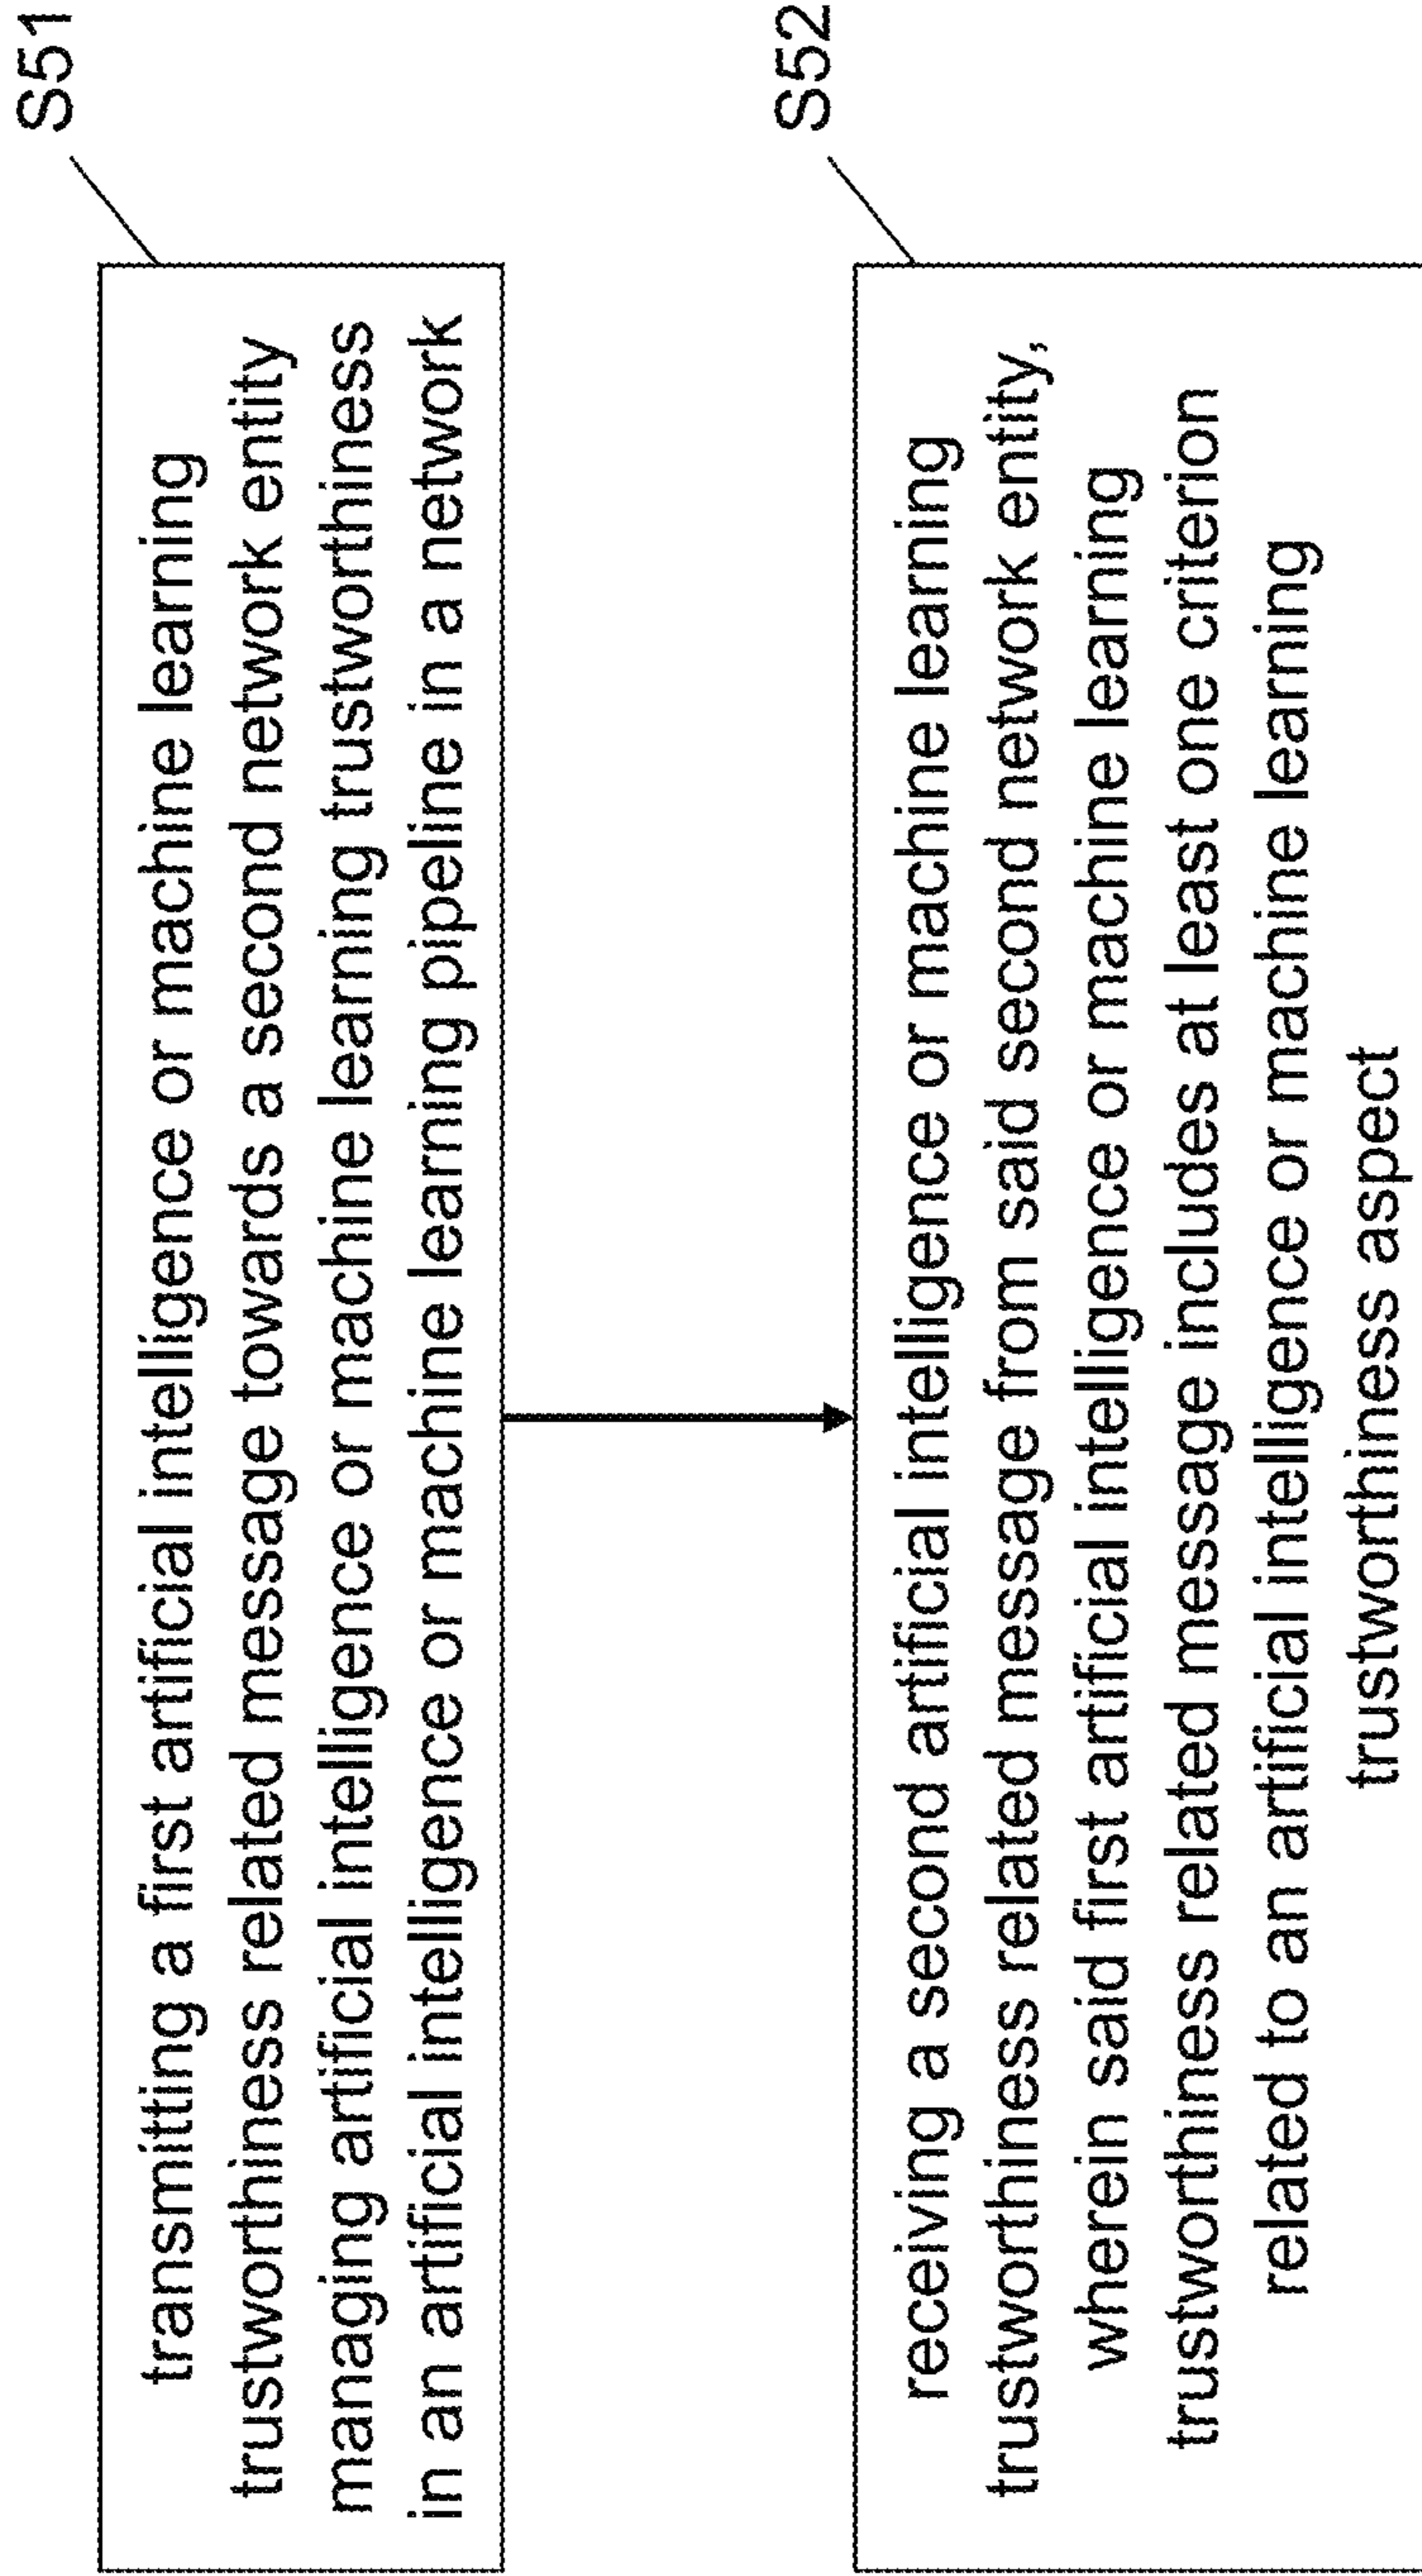 S51
transmitting a first artificial intelligence or machine learning
trustworthiness related message towards a second network entity
managing artificial intelligence or machine learning trustworthiness
in an artificial intelligence or machine learning pipeline in a network
S52
receiving a second artificial intelligence or machine learning
trustworthiness related message from said second network entity,
wherein said first artificial intelligence or machine learning
trustworthiness related message includes at least one criterion
related to an artificial intelligence or machine learning
trustworthiness aspect